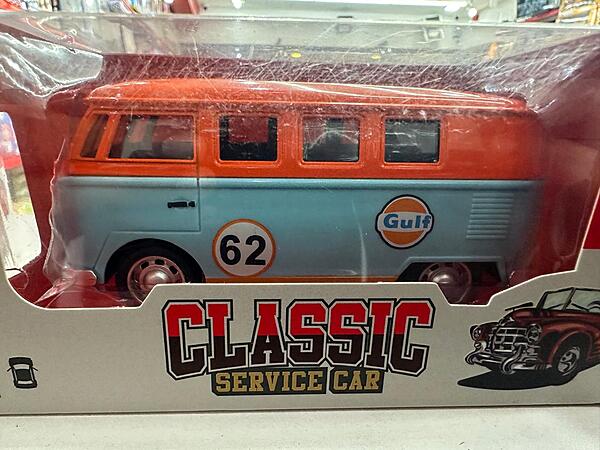 62
Gulf
CLASSIC
SERVICE CAR